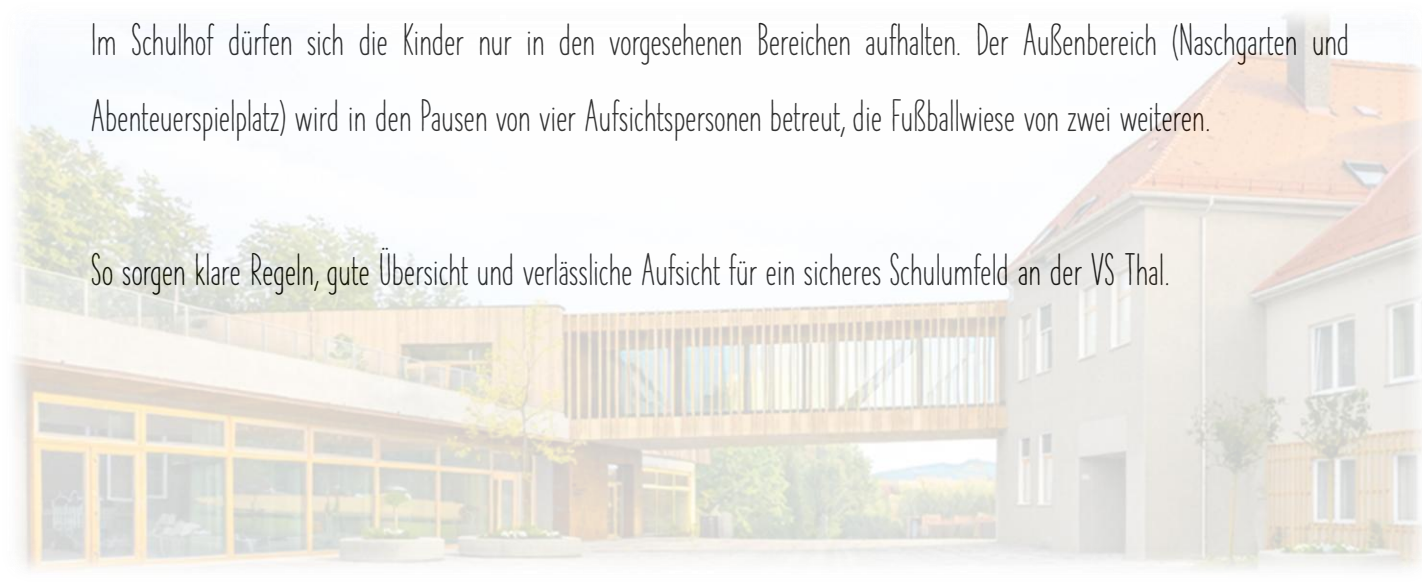 Im Schulhof dürfen sich die Kinder nur in den vorgesehenen Bereichen aufhalten. Der Außenbereich (Naschgarten und
Abenteuerspielplatz) wird in den Pausen von vier Aufsichtspersonen betreut, die Fußballwiese von zwei weiteren.
So sorgen klare Regeln, gute Übersicht und verlässliche Aufsicht für ein sicheres Schulumfeld an der VS Thal.